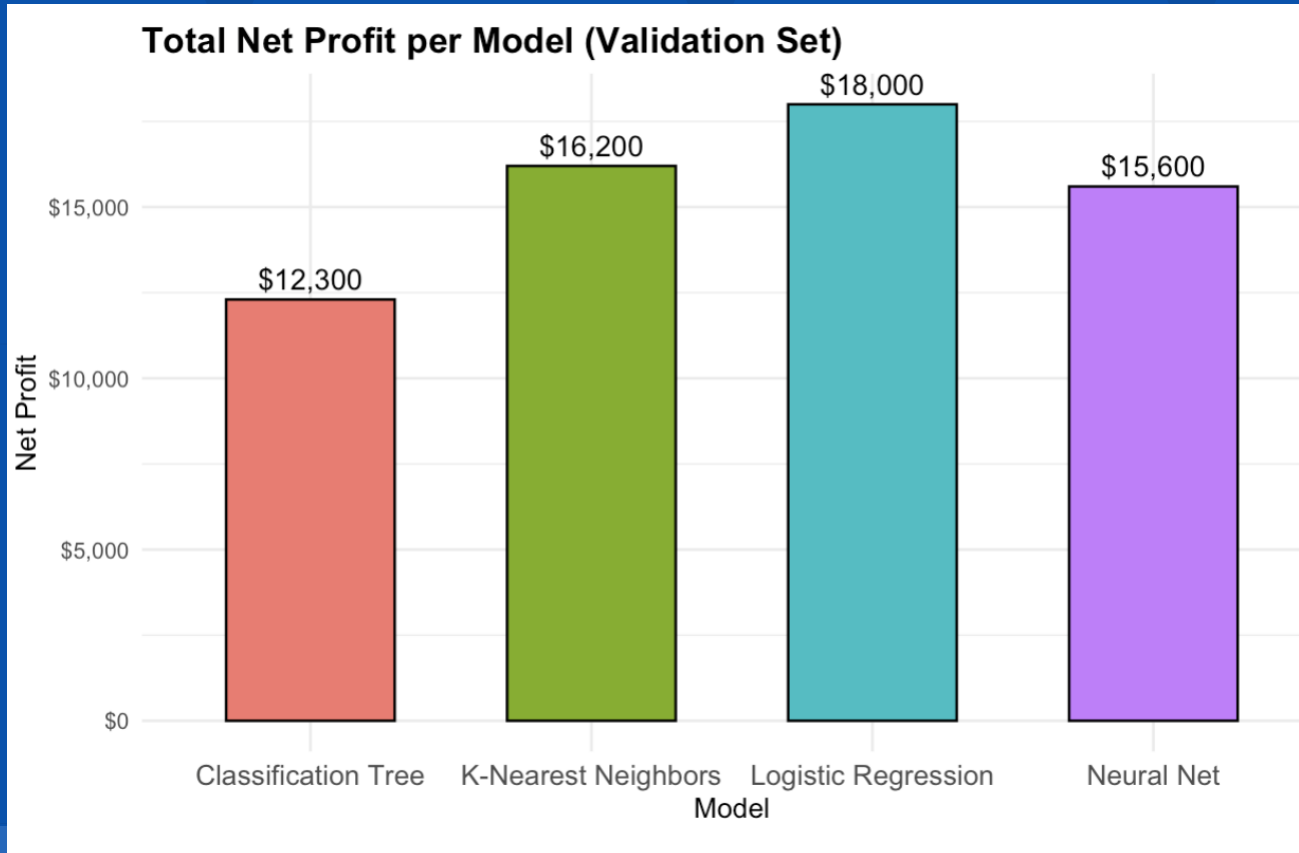 Total Net Profit per Model (Validation Set)
$18,000
$16,200
$15,600
$12,300
$15,000
$10,000
$5,000
$0
Net Profit
Classification Tree K-Nearest Neighbors Logistic Regression Neural Net
Model